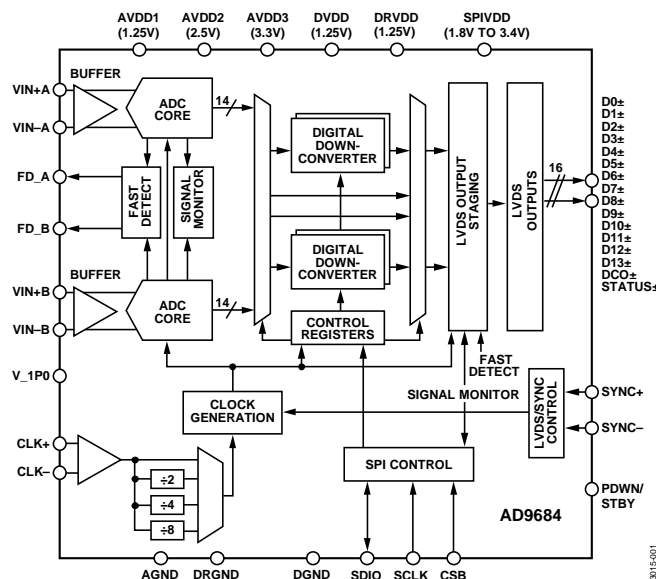 AVDD1
(1.25V)
AVDD2
(2.5V)
AVDD3
(3.3V)
DVDD
(1.25V)
DRVDD
(1.25V)
SPIVDD
(1.8V TO 3.4V)
BUFFER
VIN+A
VIN–A
ADC
CORE
14
DIGITAL
DOWN-
CONVERTER
FD_A
FD_B
FAST
DETECT
SIGNAL
MONITOR
LVDS OUTPUT
STAGING
LVDS
OUTPUTS
16
D0±
D1±
D2±
D3±
D4±
D5±
D6±
D7±
D8±
D9±
D10±
D11±
D12±
D13±
DCO±
STATUS±
BUFFER
VIN+B
VIN–B
ADC
CORE
14
DIGITAL
DOWN-
CONVERTER
CONTROL
REGISTERS
FAST
DETECT
V_1P0
CLOCK
GENERATION
SIGNAL MONITOR
LVDS/SYNC
CONTROL
SYNC+
SYNC–
CLK+
CLK–
÷2
÷4
÷8
SPI CONTROL
PDWN/
STBY
AD9684
AGND
DRGND
DGND
SDIO
SCLK
CSB